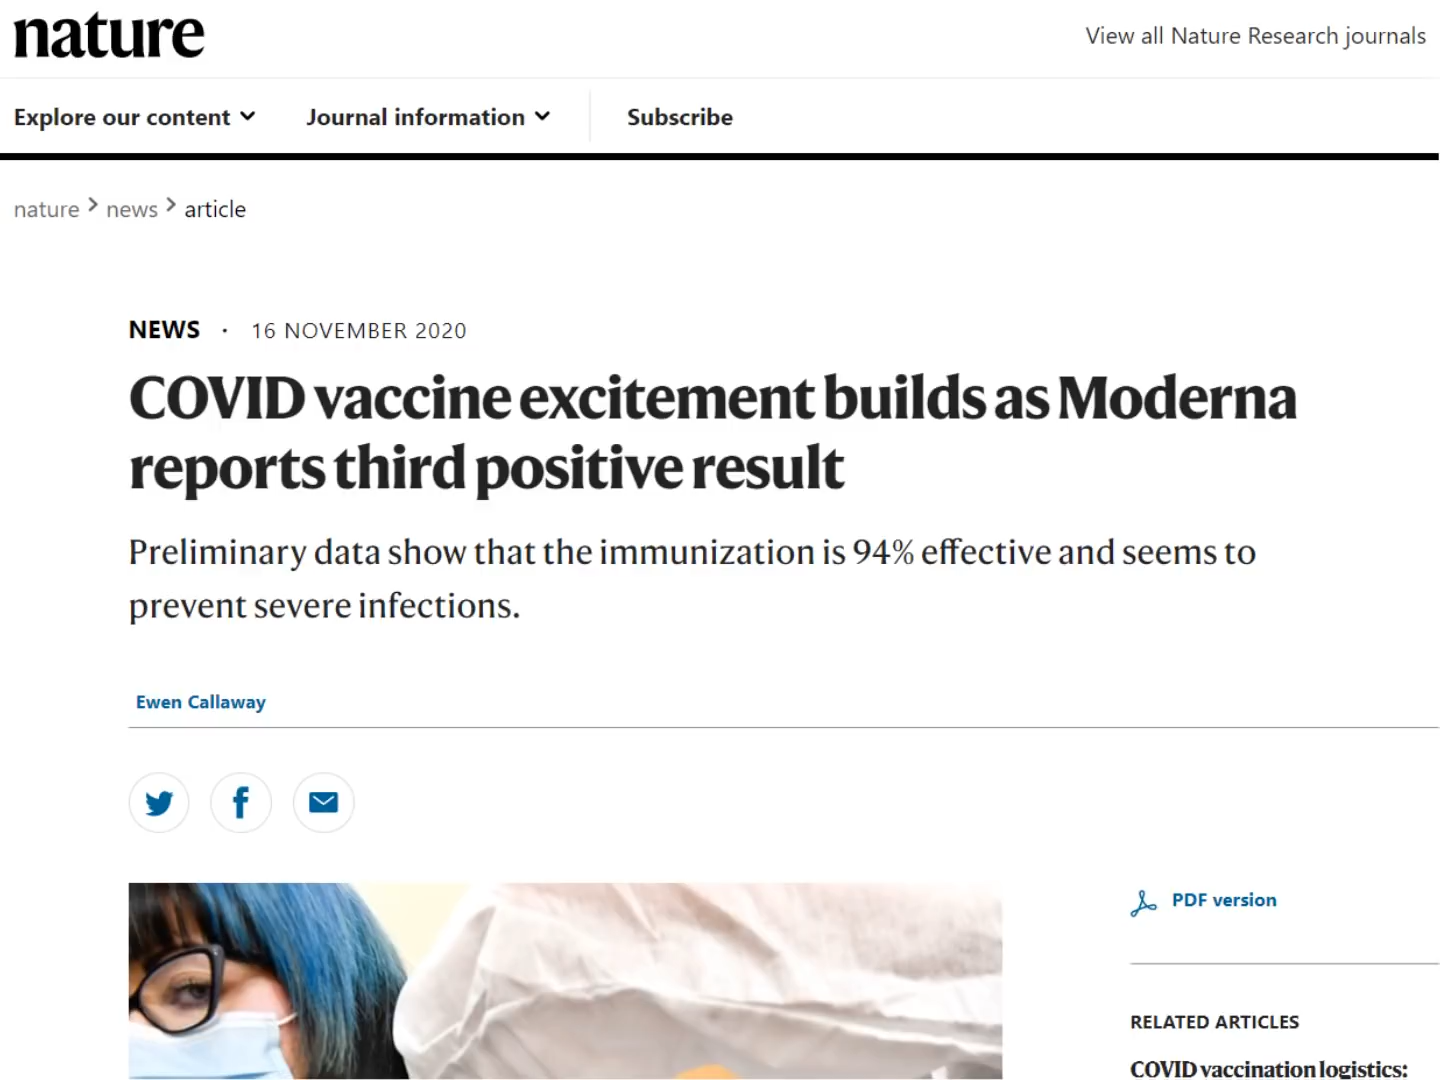 nature
View all Nature Research journals
Explore our content
Journal information
Subscribe
nature > news > article
NEWS · 16 NOVEMBER 2020
COVID vaccine excitement builds as Moderna
reports third positive result
Preliminary data show that the immunization is 94% effective and seems to
prevent severe infections.
Ewen Callaway
PDF version
RELATED ARTICLES
COVID vaccination logistics: